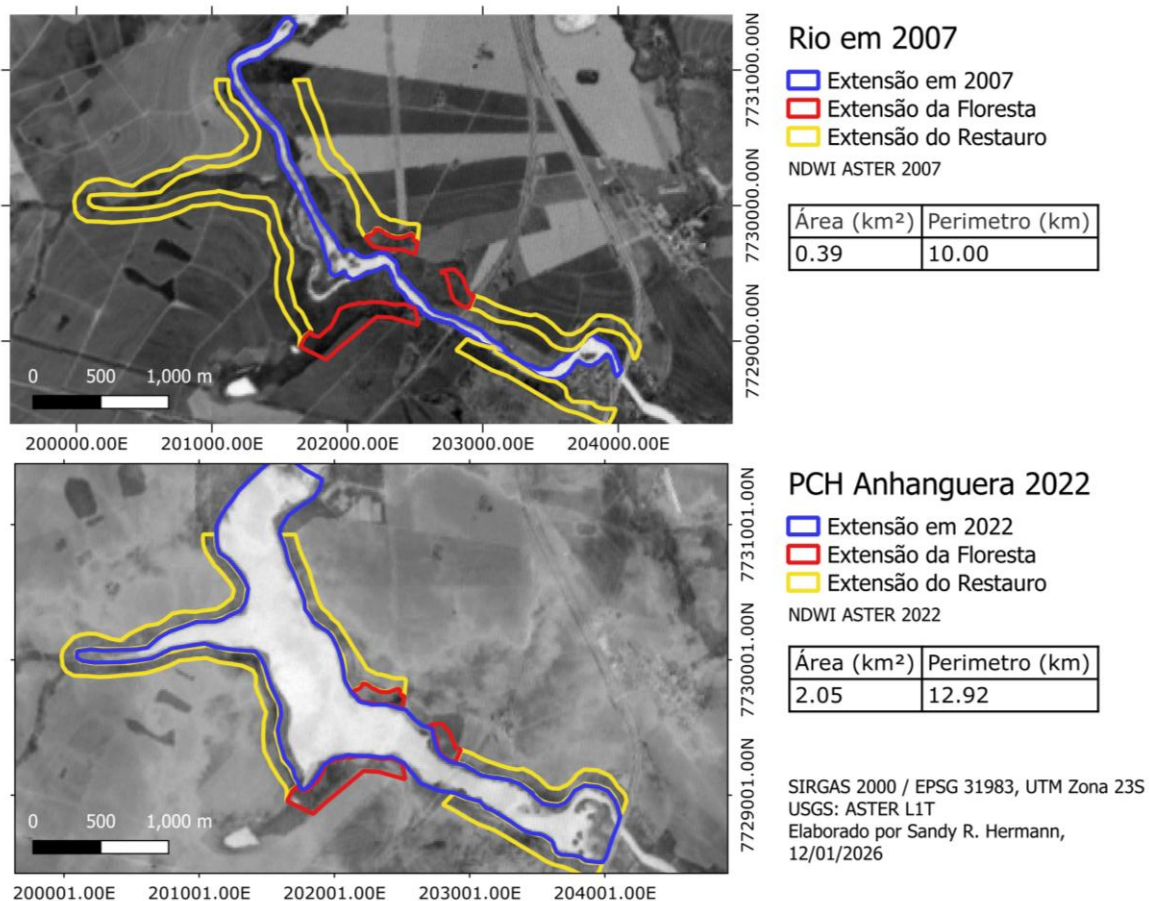 Rio em 2007
Extensão em 2007
Extensão da Floresta
Extensão do Restauro
NDWI ASTER 2007
Área (km²) Perimetro (km)
0.39 10.00
7731000.00N
7730000.00N
7729000.00N
0 500 1,000 m
200000.00E 201000.00E 202000.00E 203000.00E 204000.00E
PCH Anhanguera 2022
Extensão em 2022
Extensão da Floresta
Extensão do Restauro
NDWI ASTER 2022
Área (km²) Perimetro (km)
2.05 12.92
7731001.00N
7730001.00N
7729001.00N
0 500 1,000 m
200001.00E 201001.00E 202001.00E 203001.00E 204001.00E
SIRGAS 2000 / EPSG 31983, UTM Zona 23S
USGS: ASTER L1T
Elaborado por Sandy R. Hermann,
12/01/2026